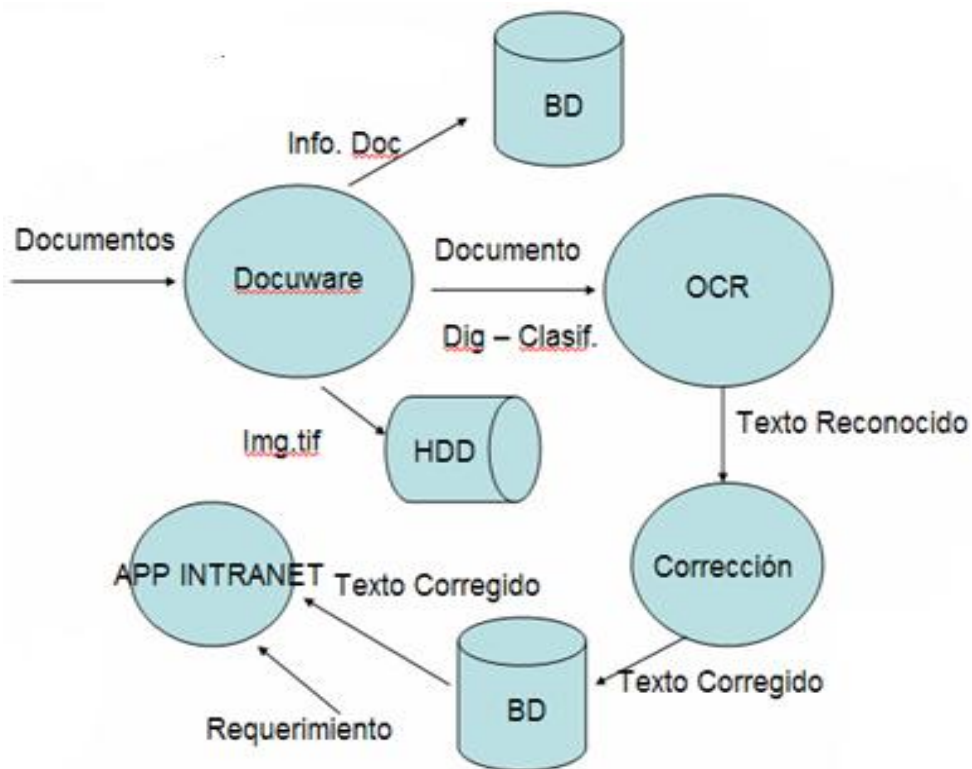 BD
Info. Doc
Documentos
Docuware
Documento
OCR
Dig – Clasif.
Img.tif
HDD
Texto Reconocido
Corrección
APP INTRANET
Texto Corregido
Texto Corregido
BD
Requerimiento